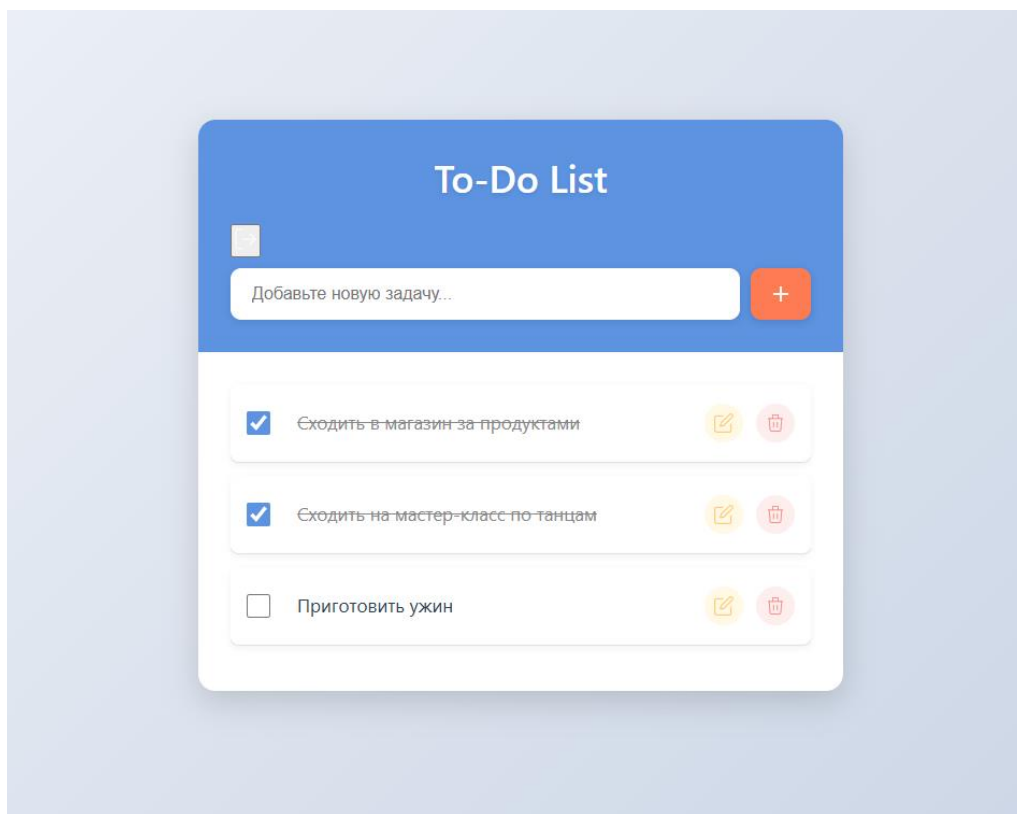 To-Do List
Добавьте новую задачу...
+
Сходить в магазин за продуктами
Сходить на мастер-класс по танцам
Приготовить ужин